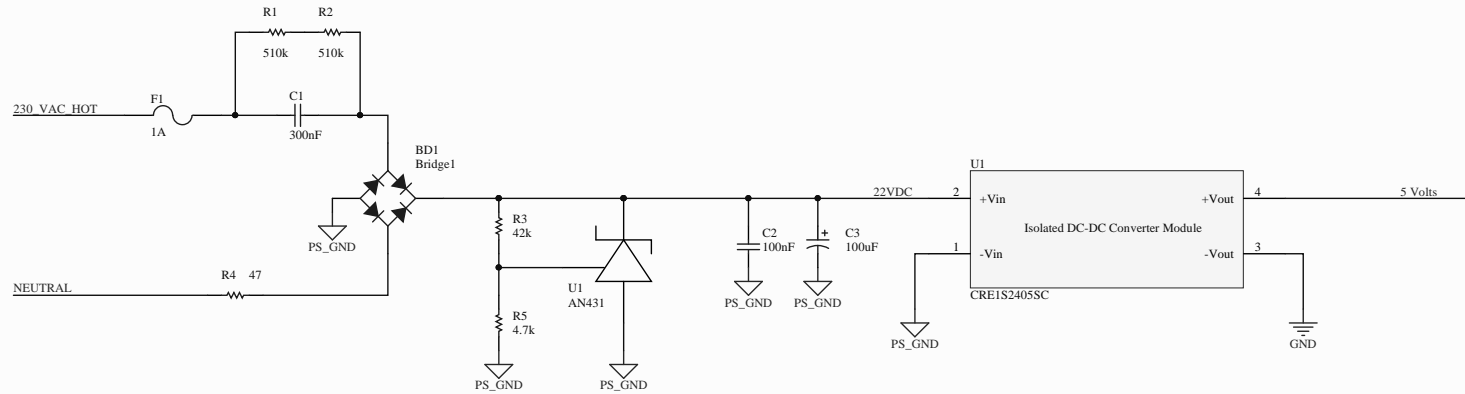 R1 R2
510k 510k
230_VAC_HOT
F1
1A
C1
300nF
BD1
Bridge1
PS_GND
NEUTRAL
R4 47
R3
42k
R5
4.7k
PS_GND
U1
AN431
PS_GND
C2
100nF
PS_GND
C3
100uF
+
PS_GND
22VDC
U1
2 +Vin
+Vout 4
Isolated DC-DC Converter Module
1 -Vin
-Vout 3
CRE1S2405SC
PS_GND
5 Volts
GND